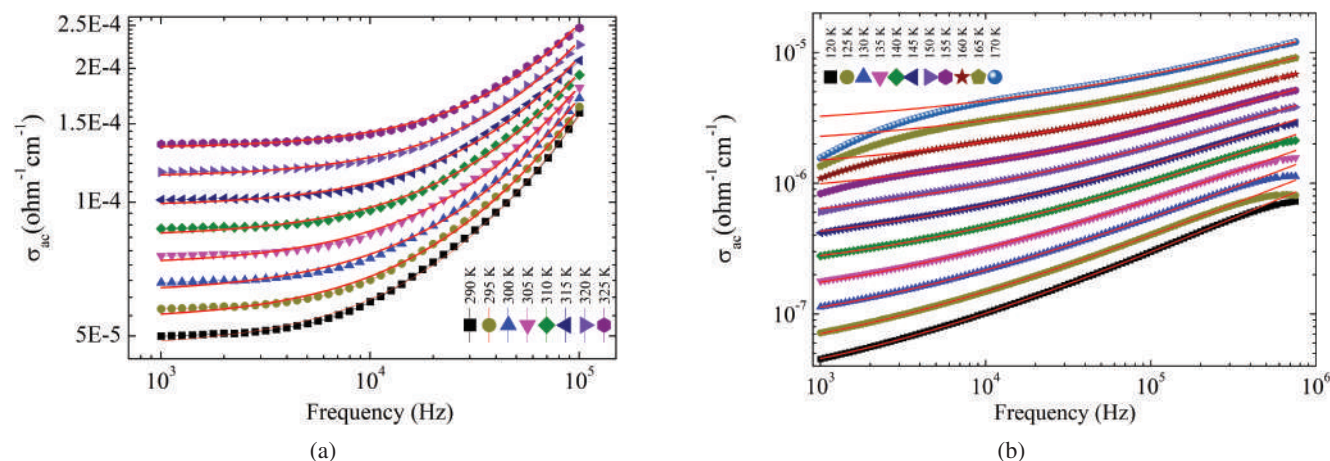 2.5E-4
2E-4
1.5E-4
1E-4
5E-5
σac(ohm⁻¹cm⁻¹)
290 K
295 K
300 K
305 K
310 K
315 K
320 K
325 K
10³ 10⁴ 10⁵
Frequency (Hz)
(a)
120 K
125 K
130 K
135 K
140 K
145 K
150 K
155 K
160 K
165 K
170 K
10⁻⁵
10⁻⁶
10⁻⁷
σac(ohm⁻¹cm⁻¹)
10³ 10⁴ 10⁵ 10⁶
Frequency (Hz)
(b)